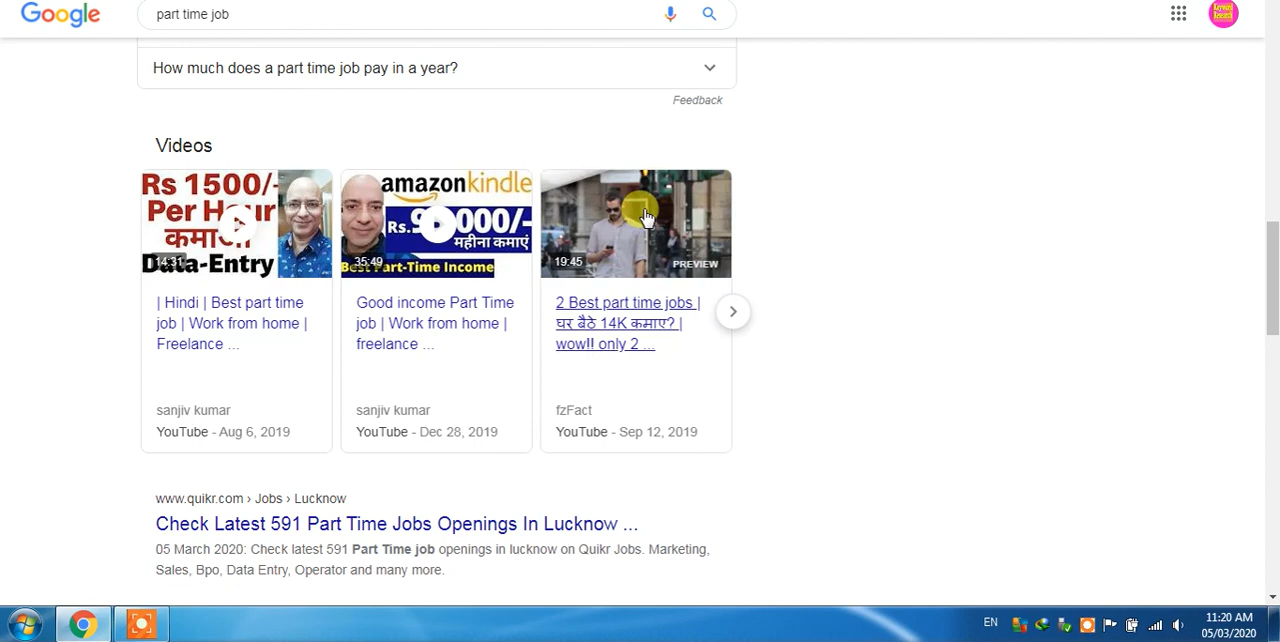 Google
part time job
Keyword
Research
How much does a part time job pay in a year?
Feedback
Videos
Rs 1500/-
Per Hour
कमाओ
Data-Entry
14:31
amazonkindle
000/-
महीना कमाएं
Best Part-Time Income
35:49
19:45
PREVIEW
| Hindi | Best part time
job | Work from home |
Freelance ...
sanjiv kumar
YouTube - Aug 6, 2019
Good income Part Time
job | Work from home |
freelance ...
sanjiv kumar
YouTube - Dec 28, 2019
2 Best part time jobs |
घर बैठे 14K कमाए? |
wow!! only 2 ...
fzFact
YouTube - Sep 12, 2019
www.quikr.com › Jobs › Lucknow
Check Latest 591 Part Time Jobs Openings In Lucknow ...
05 March 2020: Check latest 591 Part Time job openings in lucknow on Quikr Jobs. Marketing,
Sales, Bpo, Data Entry, Operator and many more.
EN
11:20 AM
05/03/2020